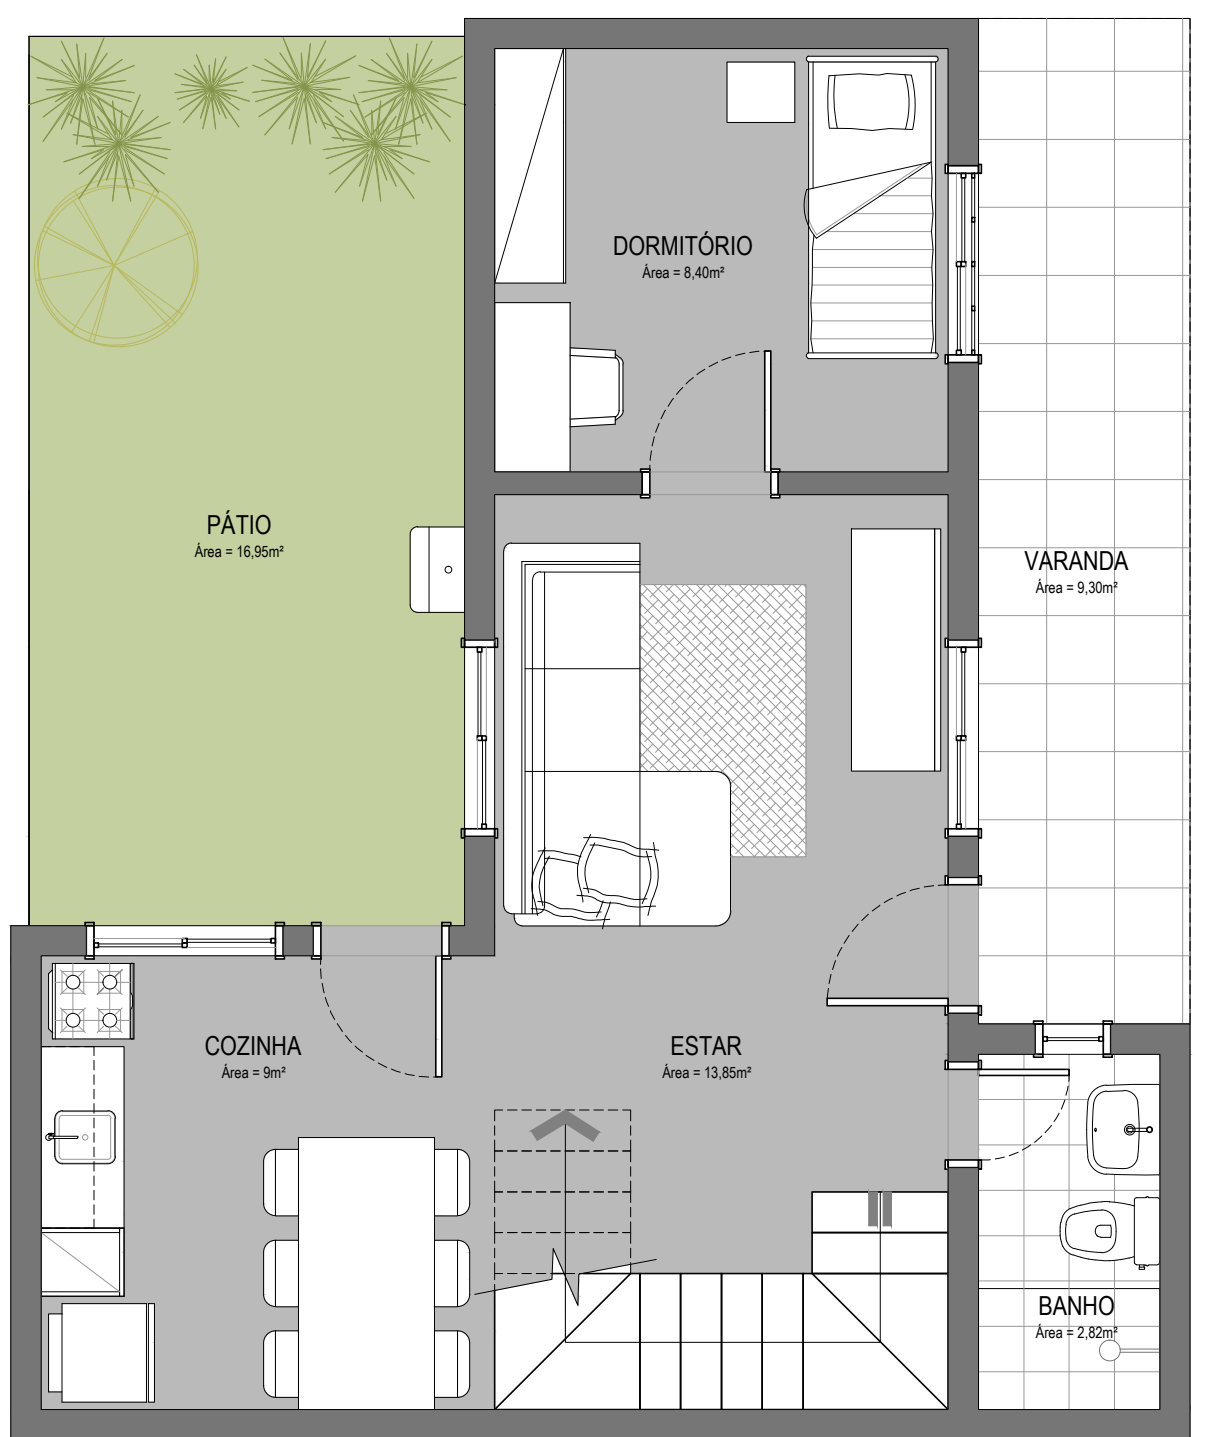 DORMITÓRIO
Área = 8,40m²
PÁTIO
Área = 16,95m²
VARANDA
Área = 9,30m²
COZINHA
Área = 9m²
ESTAR
Área = 13,85m²
BANHO
Área = 2,82m²